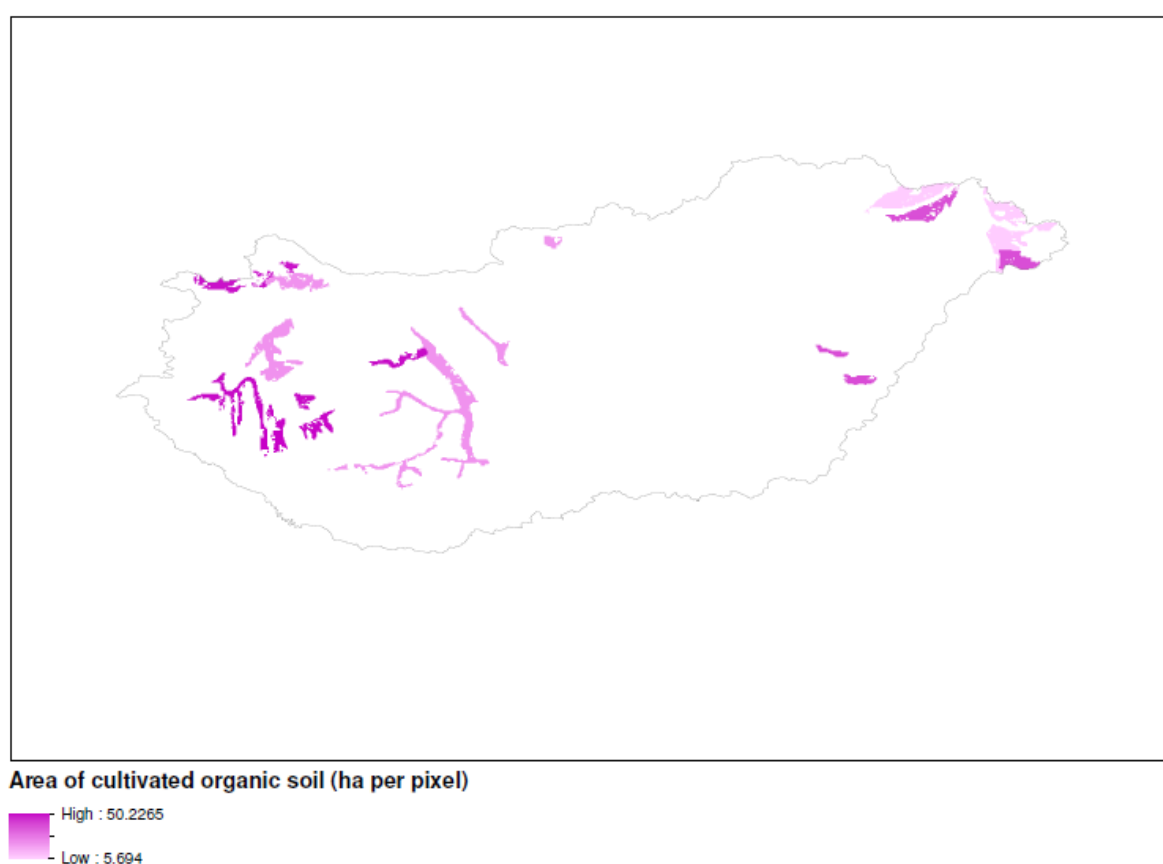 Area of cultivated organic soil (ha per pixel)
High : 50.2265
Low : 5.694